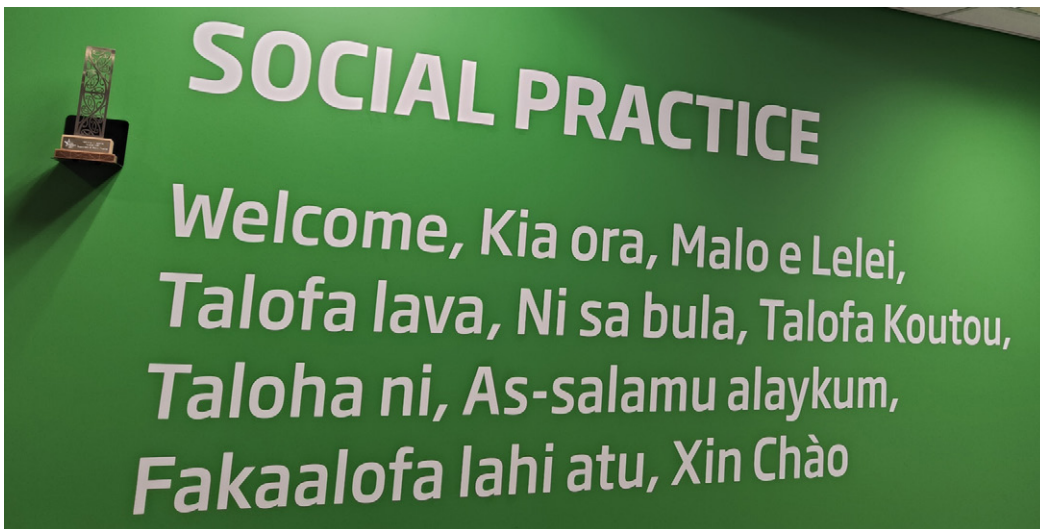 SOCIAL PRACTICE
Welcome, Kia ora, Malo e Lelei,
Talofa lava, Ni sa bula, Talofa Koutou,
Taloha ni, As-salamu alaykum,
Fakaalofa lahi atu, Xin Chào